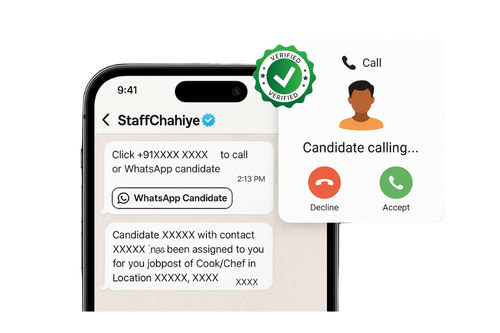 9:41
StaffChahiye
Click +91XXXX XXXX to call
or WhatsApp candidate
2:13 PM
WhatsApp Candidate
Candidate XXXXX with contact
XXXXX been assigned to you
for you jobpost of Cook/Chef in
Location XXXXX, XXXX
XXXX
VERIFIED
VERIFIED
Call
Candidate calling...
Decline
Accept